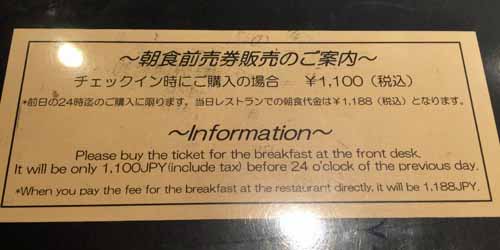 ～朝食前売券販売のご案内～
チェックイン時にご購入の場合　￥1,100（税込）
*前日の24時迄のご購入に限ります。当日レストランでの朝食代金は￥1,188（税込）となります。
～Information～
Please buy the ticket for the breakfast at the front desk.
It will be only 1,100JPY(include tax) before 24 o'clock of the previous day.
*When you pay the fee for the breakfast at the restaurant directly, it will be 1,188JPY.